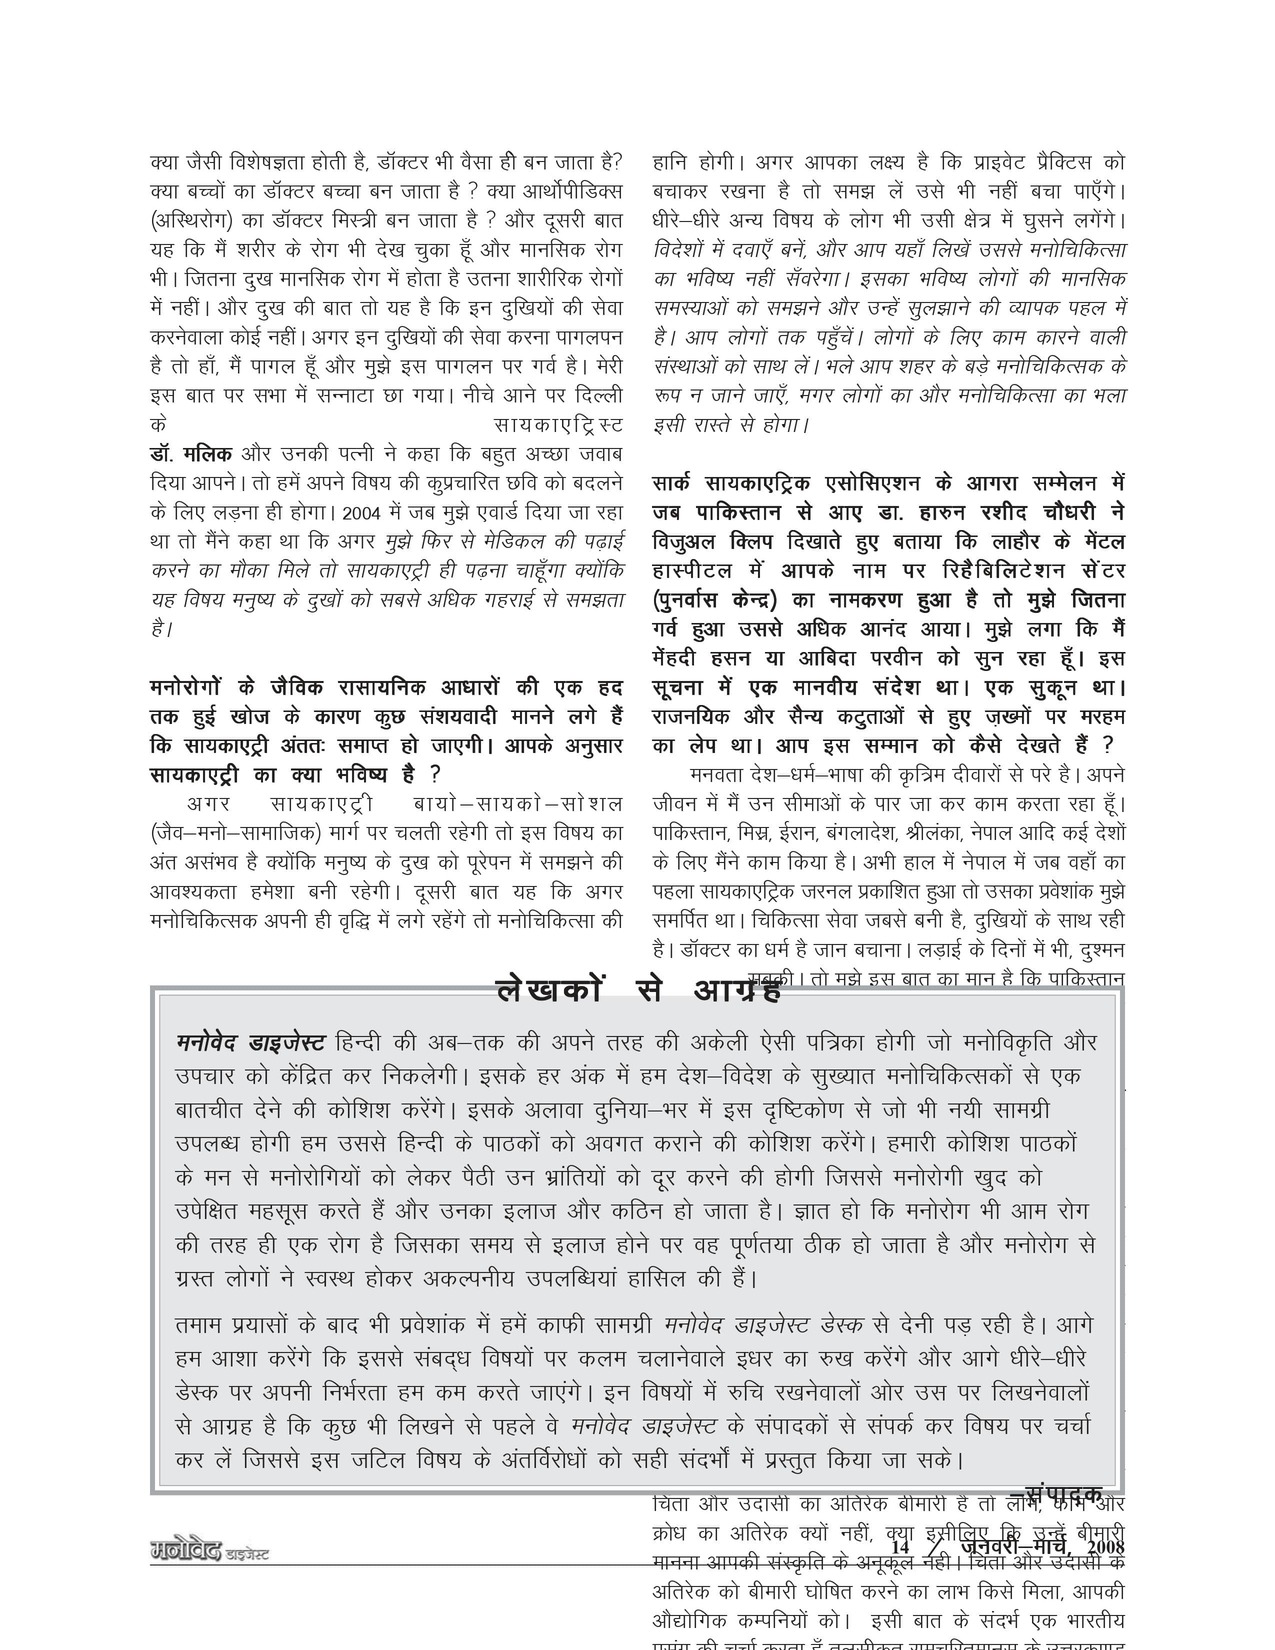 क्या जैसी विशेषज्ञता होती है, डॉक्टर भी वैसा ही बन जाता है?
क्या बच्चों का डॉक्टर बच्चा बन जाता है ? क्या आर्थोपीडिक्स
(अस्थिरोग) का डॉक्टर मिस्त्री बन जाता है ? और दूसरी बात
यह कि मैं शरीर के रोग भी देख चुका हूँ और मानसिक रोग
भी। जितना दुख मानसिक रोग में होता है उतना शारीरिक रोगों
में नहीं। और दुख की बात तो यह है कि इन दुखियों की सेवा
करनेवाला कोई नहीं। अगर इन दुखियों की सेवा करना पागलपन
है तो हाँ, मैं पागल हूँ और मुझे इस पागलन पर गर्व है। मेरी
इस बात पर सभा में सन्नाटा छा गया। नीचे आने पर दिल्ली
के सायकाएट्रिस्ट
डॉ. मलिक और उनकी पत्नी ने कहा कि बहुत अच्छा जवाब
दिया आपने। तो हमें अपने विषय की कुप्रचारित छवि को बदलने
के लिए लड़ना ही होगा। 2004 में जब मुझे एवार्ड दिया जा रहा
था तो मैंने कहा था कि अगर मुझे फिर से मेडिकल की पढ़ाई
करने का मौका मिले तो सायकाएट्री ही पढ़ना चाहूँगा क्योंकि
यह विषय मनुष्य के दुखों को सबसे अधिक गहराई से समझता
है।
मनोरोगों के जैविक रासायनिक आधारों की एक हद
तक हुई खोज के कारण कुछ संशयवादी मानने लगे हैं
कि सायकाएट्री अंततः समाप्त हो जाएगी। आपके अनुसार
सायकाएट्री का क्या भविष्य है ?
अगर सायकाएट्री बायो–सायको–सोशल
(जैव–मनो–सामाजिक) मार्ग पर चलती रहेगी तो इस विषय का
अंत असंभव है क्योंकि मनुष्य के दुख को पूरेपन में समझने की
आवश्यकता हमेशा बनी रहेगी। दूसरी बात यह कि अगर
मनोचिकित्सक अपनी ही वृद्धि में लगे रहेंगे तो मनोचिकित्सा की
हानि होगी। अगर आपका लक्ष्य है कि प्राइवेट प्रैक्टिस को
बचाकर रखना है तो समझ लें उसे भी नहीं बचा पाएँगे।
धीरे–धीरे अन्य विषय के लोग भी उसी क्षेत्र में घुसने लगेंगे।
विदेशों में दवाएँ बनें, और आप यहाँ लिखें उससे मनोचिकित्सा
का भविष्य नहीं सँवरेगा। इसका भविष्य लोगों की मानसिक
समस्याओं को समझने और उन्हें सुलझाने की व्यापक पहल में
है। आप लोगों तक पहुँचें। लोगों के लिए काम कारने वाली
संस्थाओं को साथ लें। भले आप शहर के बड़े मनोचिकित्सक के
रूप न जाने जाएँ, मगर लोगों का और मनोचिकित्सा का भला
इसी रास्ते से होगा।
सार्क सायकाएट्रिक एसोसिएशन के आगरा सम्मेलन में
जब पाकिस्तान से आए डा. हारुन रशीद चौधरी ने
विजुअल क्लिप दिखाते हुए बताया कि लाहौर के मेंटल
हास्पीटल में आपके नाम पर रिहैबिलिटेशन सेंटर
(पुनर्वास केन्द्र) का नामकरण हुआ है तो मुझे जितना
गर्व हुआ उससे अधिक आनंद आया। मुझे लगा कि मैं
मेंहदी हसन या आबिदा परवीन को सुन रहा हूँ। इस
सूचना में एक मानवीय संदेश था। एक सुकून था।
राजनयिक और सैन्य कटुताओं से हुए ज़ख्मों पर मरहम
का लेप था। आप इस सम्मान को कैसे देखते हैं ?
मनवता देश–धर्म–भाषा की कृत्रिम दीवारों से परे है। अपने
जीवन में मैं उन सीमाओं के पार जा कर काम करता रहा हूँ।
पाकिस्तान, मिस्र, ईरान, बंगलादेश, श्रीलंका, नेपाल आदि कई देशों
के लिए मैंने काम किया है। अभी हाल में नेपाल में जब वहाँ का
पहला सायकाएट्रिक जरनल प्रकाशित हुआ तो उसका प्रवेशांक मुझे
समर्पित था। चिकित्सा सेवा जबसे बनी है, दुखियों के साथ रही
है। डॉक्टर का धर्म है जान बचाना। लड़ाई के दिनों में भी, दुश्मन
सबकी। तो मुझे इस बात का मान है कि पाकिस्तान
लेखकों से आग्रह
मनोवेद डाइजेस्ट हिन्दी की अब–तक की अपने तरह की अकेली ऐसी पत्रिका होगी जो मनोविकृति और
उपचार को केंद्रित कर निकलेगी। इसके हर अंक में हम देश–विदेश के सुख्यात मनोचिकित्सकों से एक
बातचीत देने की कोशिश करेंगे। इसके अलावा दुनिया–भर में इस दृष्टिकोण से जो भी नयी सामग्री
उपलब्ध होगी हम उससे हिन्दी के पाठकों को अवगत कराने की कोशिश करेंगे। हमारी कोशिश पाठकों
के मन से मनोरोगियों को लेकर पैठी उन भ्रांतियों को दूर करने की होगी जिससे मनोरोगी खुद को
उपेक्षित महसूस करते हैं और उनका इलाज और कठिन हो जाता है। ज्ञात हो कि मनोरोग भी आम रोग
की तरह ही एक रोग है जिसका समय से इलाज होने पर वह पूर्णतया ठीक हो जाता है और मनोरोग से
ग्रस्त लोगों ने स्वस्थ होकर अकल्पनीय उपलब्धियां हासिल की हैं।
तमाम प्रयासों के बाद भी प्रवेशांक में हमें काफी सामग्री मनोवेद डाइजेस्ट डेस्क से देनी पड़ रही है। आगे
हम आशा करेंगे कि इससे संबद्ध विषयों पर कलम चलानेवाले इधर का रुख करेंगे और आगे धीरे–धीरे
डेस्क पर अपनी निर्भरता हम कम करते जाएंगे। इन विषयों में रुचि रखनेवालों ओर उस पर लिखनेवालों
से आग्रह है कि कुछ भी लिखने से पहले वे मनोवेद डाइजेस्ट के संपादकों से संपर्क कर विषय पर चर्चा
कर लें जिससे इस जटिल विषय के अंतर्विरोधों को सही संदर्भों में प्रस्तुत किया जा सके।
–संपादक
चिंता और उदासी का अतिरेक बीमारी है तो लोभ, काम और
क्रोध का अतिरेक क्यों नहीं, क्या इसीलिए कि उन्हें बीमारी
मानना आपकी संस्कृति के अनूकूल नही। चिंता और उदासी के
अतिरेक को बीमारी घोषित करने का लाभ किसे मिला, आपकी
औद्योगिक कम्पनियों को। इसी बात के संदर्भ एक भारतीय
मनोवेद डाइजेस्ट
14 / जनवरी–मार्च, 2008